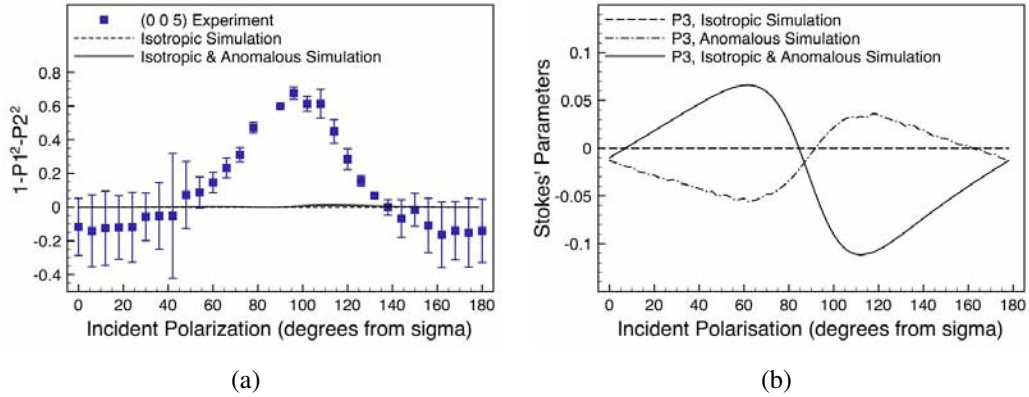 (0 0 5) Experiment
Isotropic Simulation
Isotropic & Anomalous Simulation
1-P1²-P2²
0.8
0.6
0.4
0.2
0
-0.2
-0.4
0 20 40 60 80 100 120 140 160 180
Incident Polarization (degrees from sigma)
(a)
P3, Isotropic Simulation
P3, Anomalous Simulation
P3, Isotropic & Anomalous Simulation
Stokes' Parameters
0.1
0.05
0
-0.05
-0.1
0 20 40 60 80 100 120 140 160 180
Incident Polarisation (degrees from sigma)
(b)